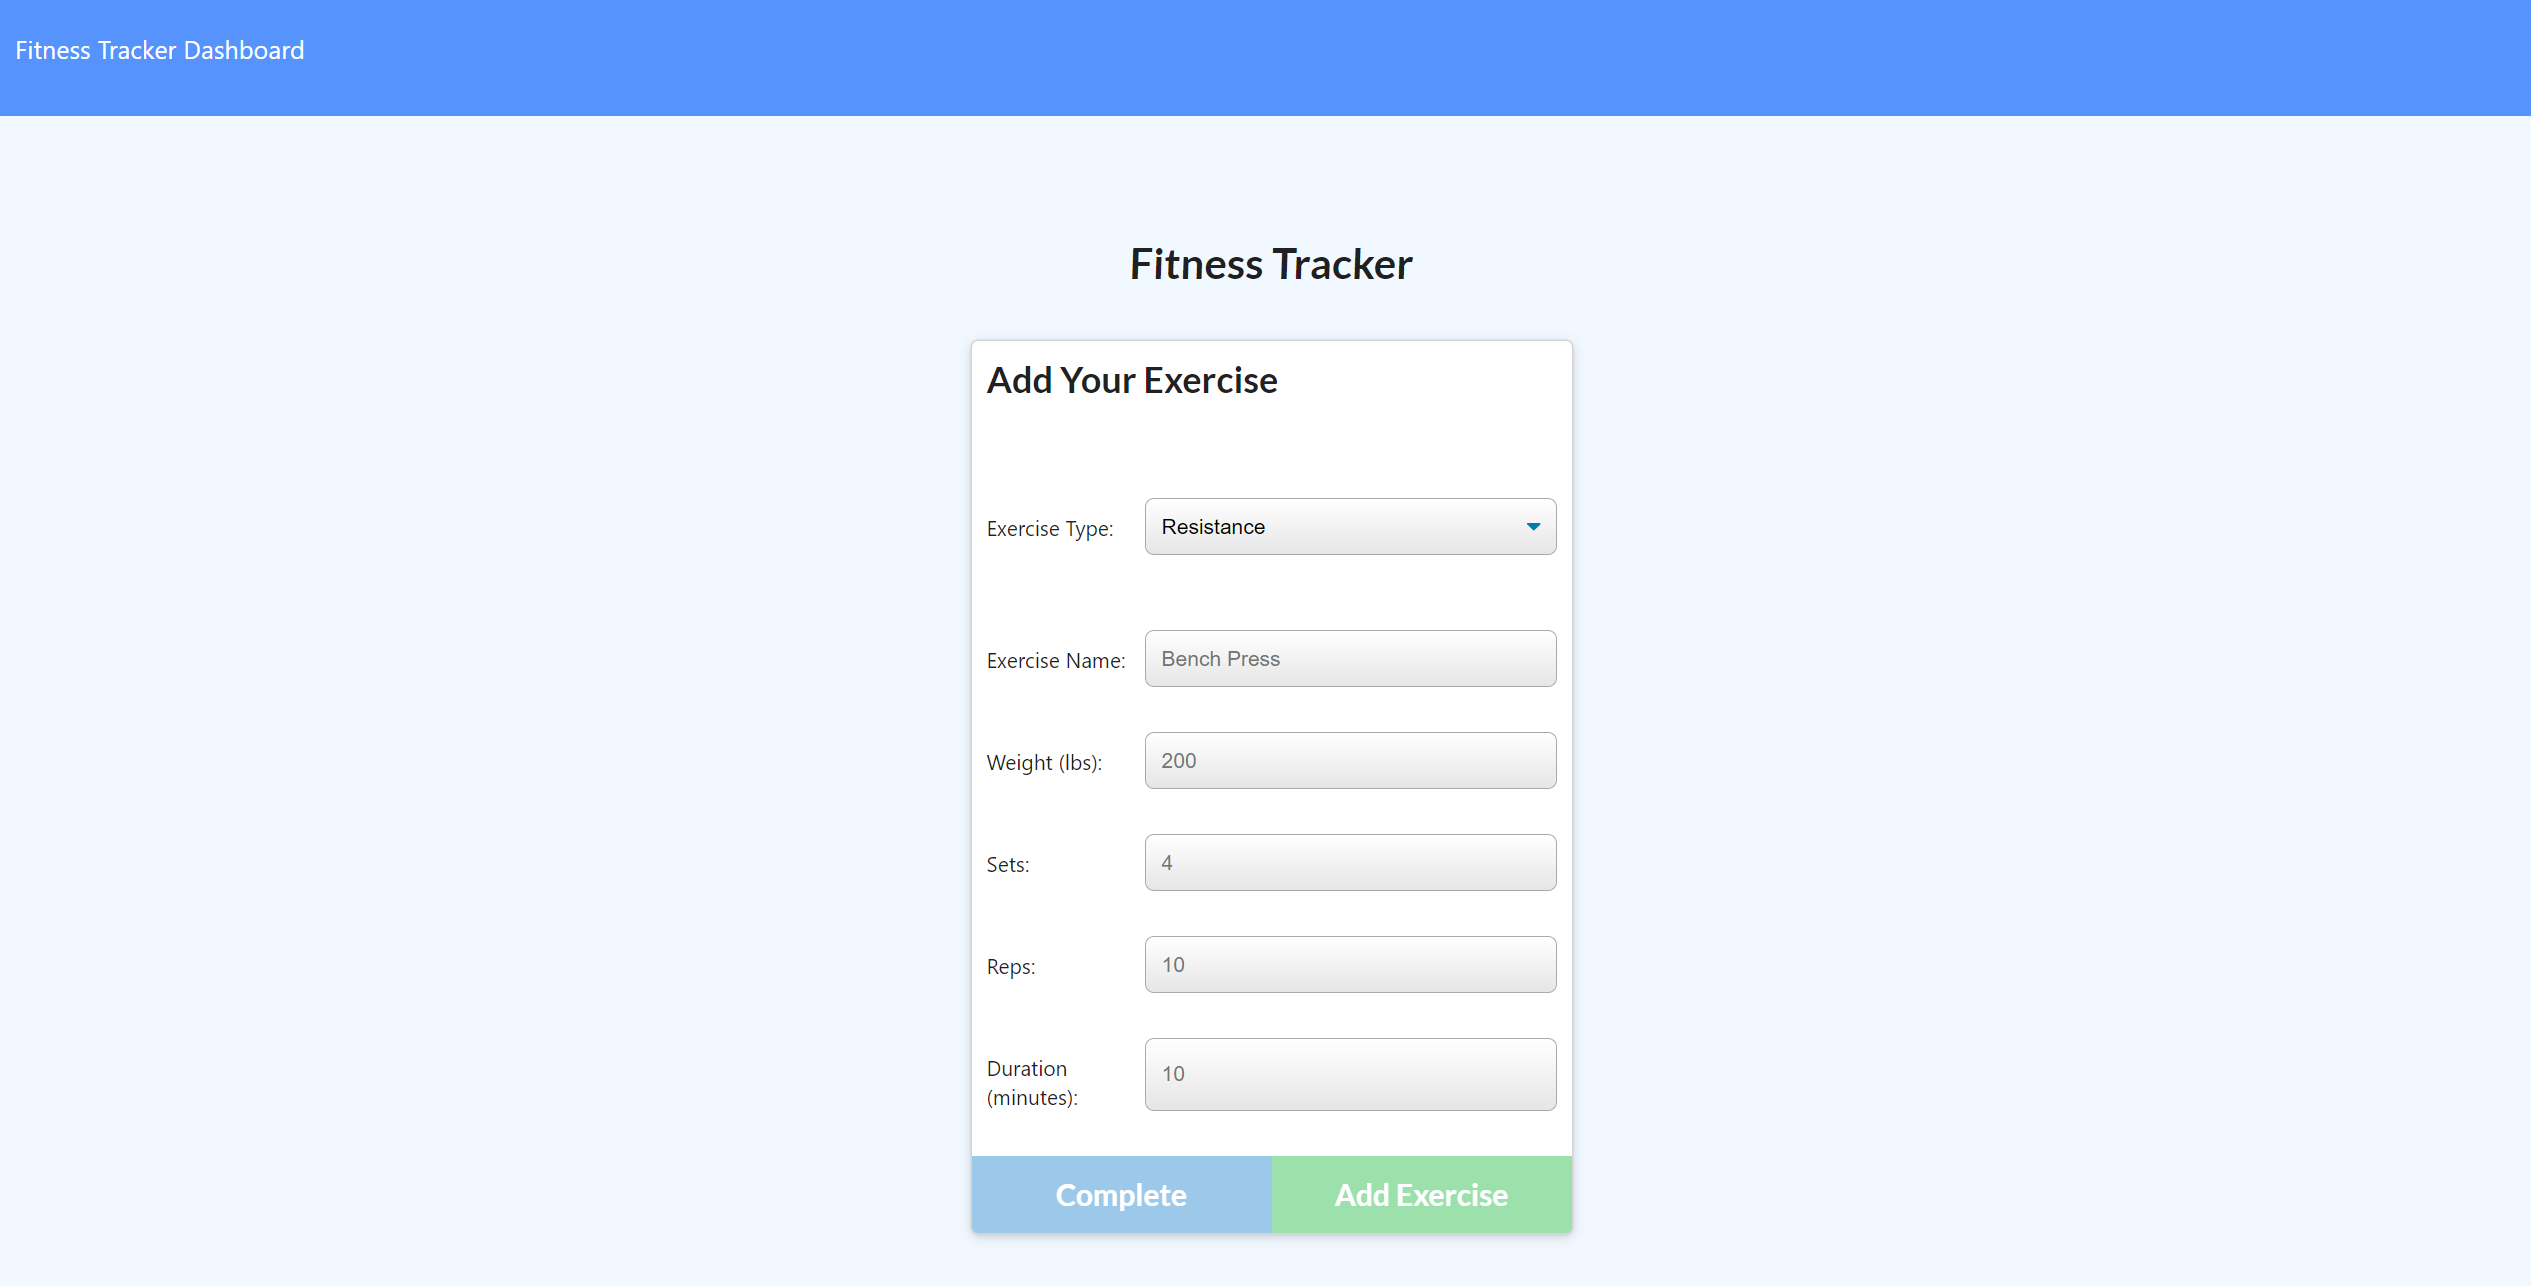 Fitness Tracker Dashboard
Fitness Tracker
Add Your Exercise
Exercise Type: Resistance
Exercise Name: Bench Press
Weight (lbs): 200
Sets: 4
Reps: 10
Duration
(minutes): 10
Complete Add Exercise